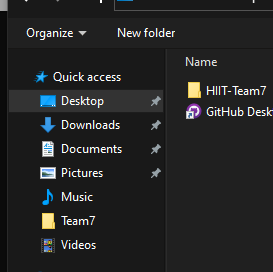 Organize New folder
Name
Quick access
Desktop
Downloads
Documents
Pictures
Music
Team7
Videos
HIIT-Team7
GitHub Desk